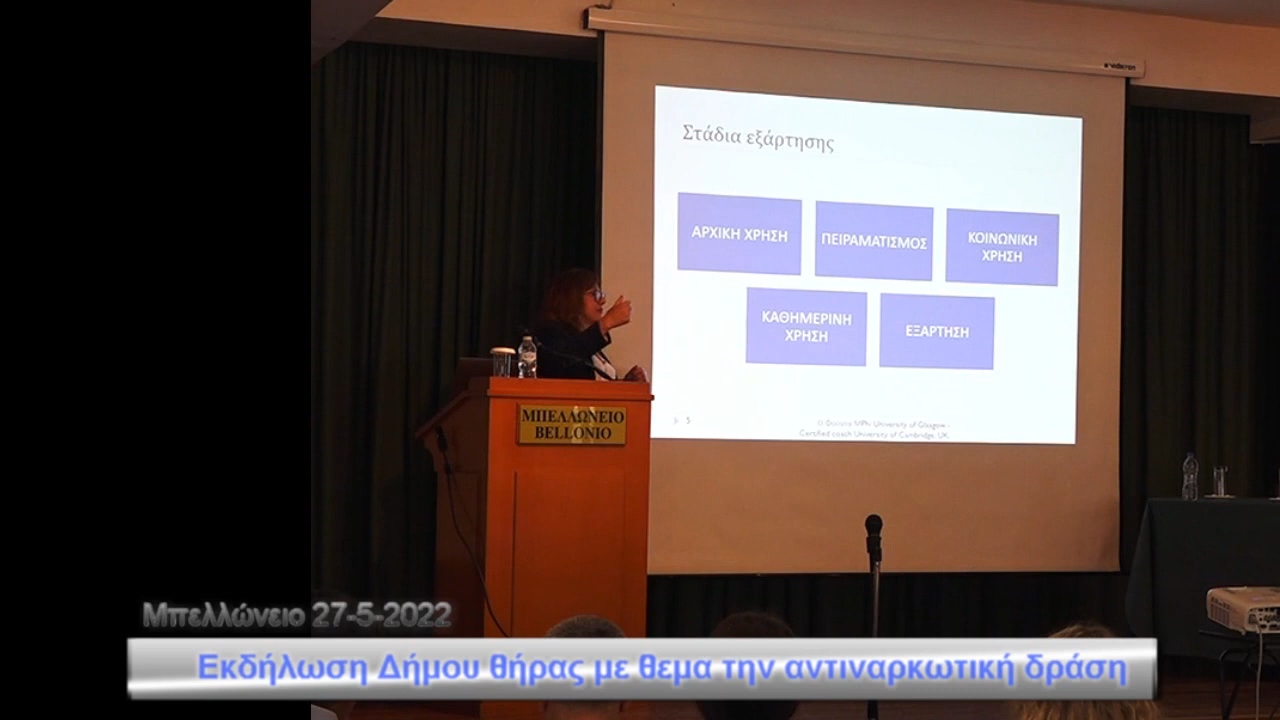 Στάδια εξάρτησης
ΑΡΧΙΚΗ ΧΡΗΣΗ
ΠΕΙΡΑΜΑΤΙΣΜΟΣ
ΚΟΙΝΩΝΙΚΗ
ΧΡΗΣΗ
ΚΑΘΗΜΕΡΙΝΗ
ΧΡΗΣΗ
ΕΞΑΡΤΗΣΗ
5
MPhr University of Glasgow -
Certified coach University of Cambridge, UK.
ΜΠΕΛΛΩΝΕΙΟ
BELLONIO
Μπελλώνειο 27-5-2022
Εκδήλωση Δήμου θήρας με θεμα την αντιναρκωτική δράση